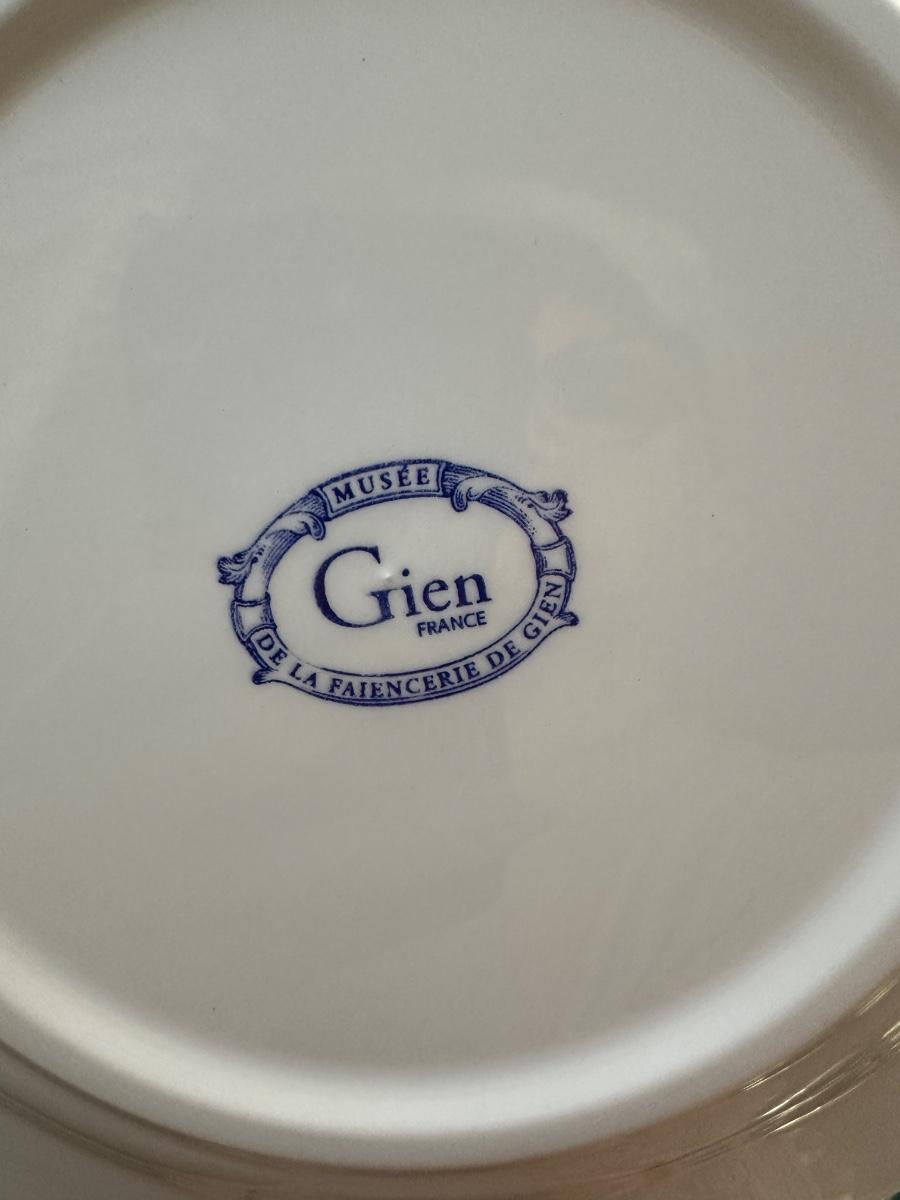 MUSÉE
Gien
FRANCE
DE LA FAIENCERIE DE GIEN